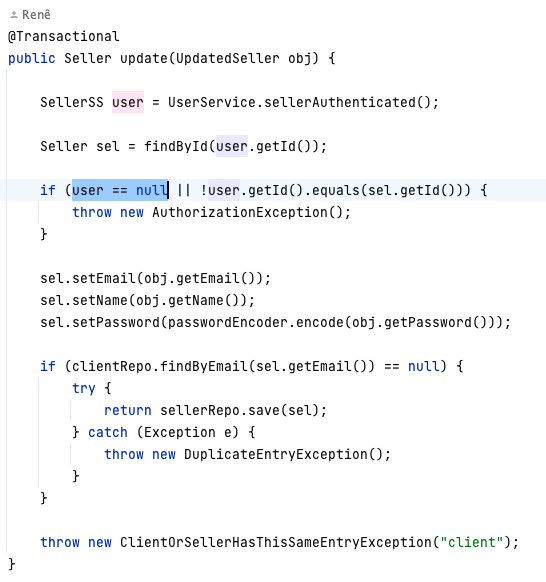 Renê
@Transactional
public Seller update(UpdatedSeller obj) {
SellerSS user = UserService.sellerAuthenticated();
Seller sel = findById(user.getId());
if (user == null || !user.getId().equals(sel.getId())) {
throw new AuthorizationException();
}
sel.setEmail(obj.getEmail());
sel.setName(obj.getName());
sel.setPassword(passwordEncoder.encode(obj.getPassword()));
if (clientRepo.findByEmail(sel.getEmail()) == null) {
try {
return sellerRepo.save(sel);
} catch (Exception e) {
throw new DuplicateEntryException();
}
}
throw new ClientOrSellerHasThisSameEntryException("client");
}